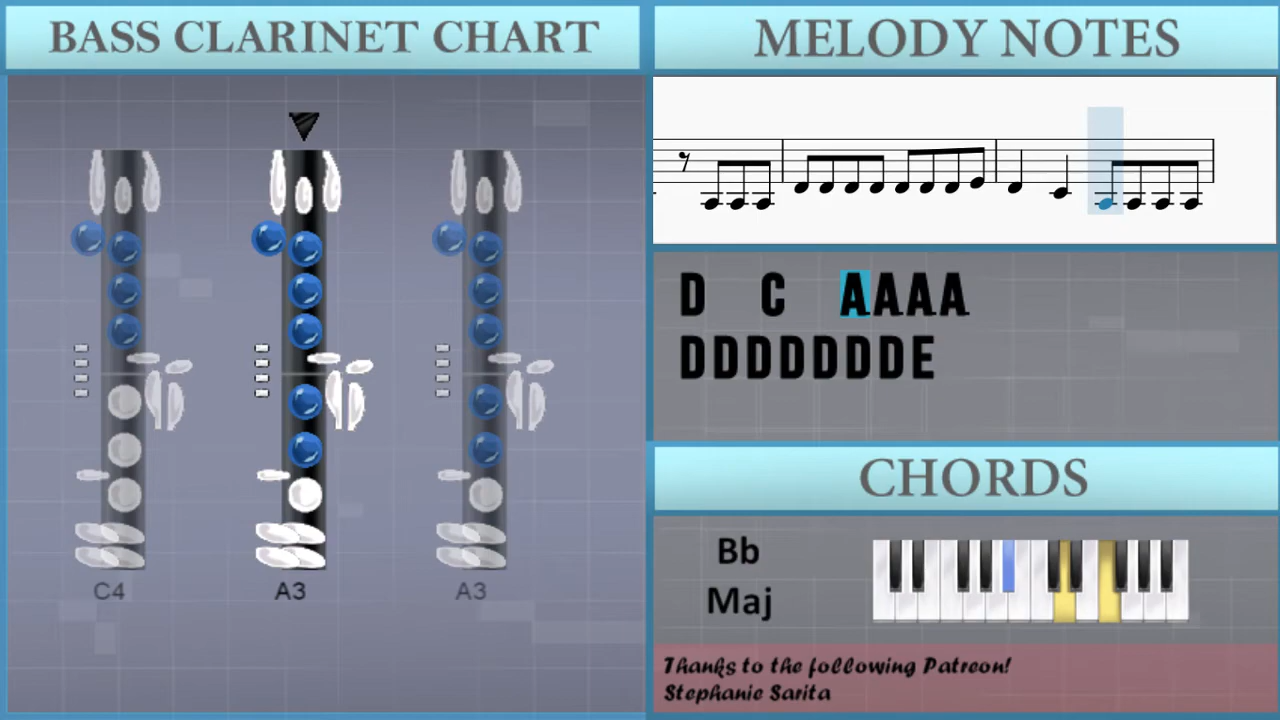 BASS CLARINET CHART
C4 A3 A3
MELODY NOTES
D C AAAA
DDDDDDDE
CHORDS
Bb
Maj
Thanks to the following Patreon!
Stephanie Sarita